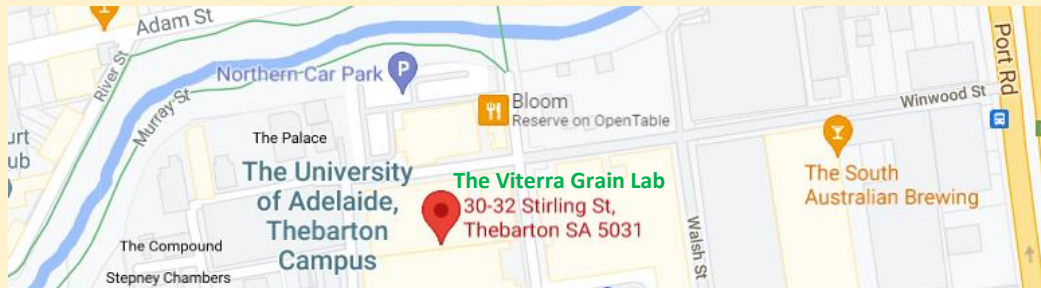 Adam St
River St
Murray St
Northern Car Park
P
Bloom
Reserve on OpenTable
Winwood St
Port Rd
The Palace
The University
of Adelaide,
Thebarton
Campus
The Viterra Grain Lab
30-32 Stirling St,
Thebarton SA 5031
The South
Australian Brewing
Walsh St
The Compound
Stepney Chambers
urt
ub